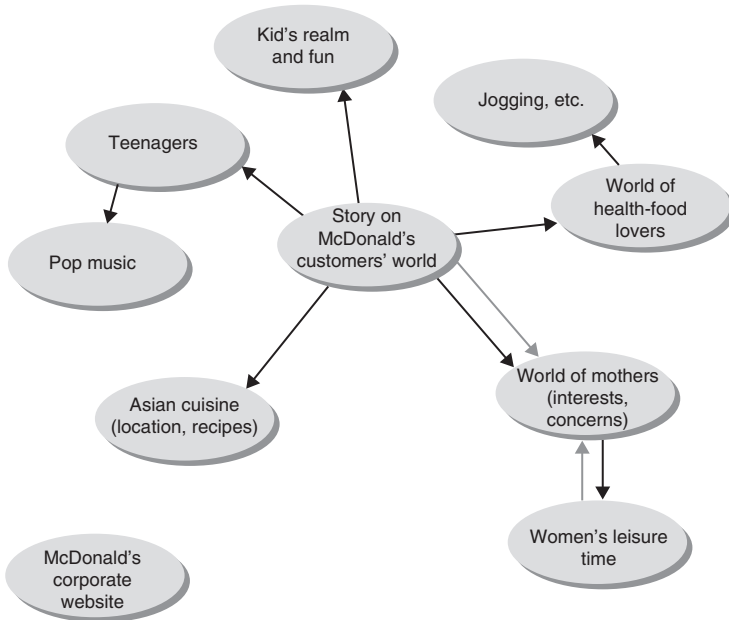 Kid's realm
and fun
Jogging, etc.
Teenagers
World of
health-food
lovers
Story on
McDonald's
customers' world
Pop music
World of mothers
(interests,
concerns)
Asian cuisine
(location, recipes)
Women's leisure
time
McDonald's
corporate
website